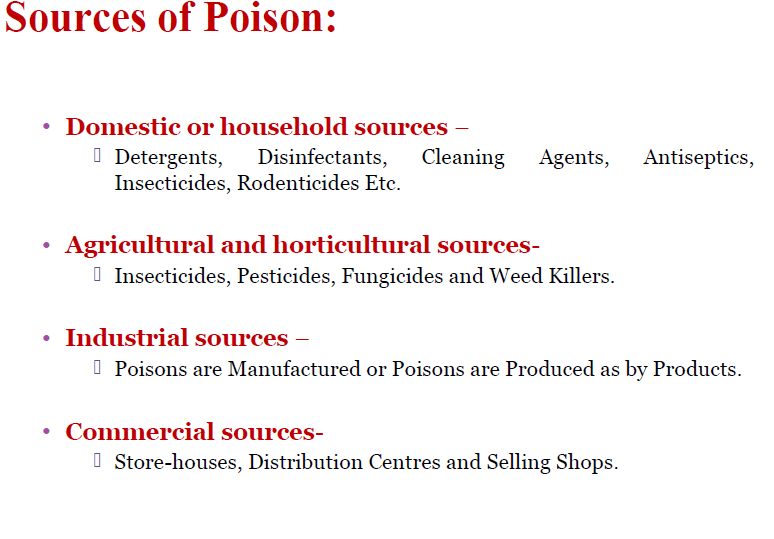 Sources of Poison:
• Domestic or household sources –
Detergents, Disinfectants, Cleaning Agents, Antiseptics,
Insecticides, Rodenticides Etc.
• Agricultural and horticultural sources-
Insecticides, Pesticides, Fungicides and Weed Killers.
• Industrial sources –
Poisons are Manufactured or Poisons are Produced as by Products.
• Commercial sources-
Store-houses, Distribution Centres and Selling Shops.